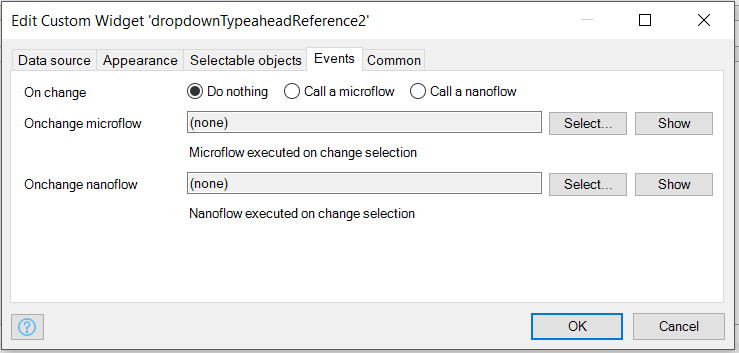 Edit Custom Widget 'dropdownTypeaheadReference2'
Data source Appearance Selectable objects Events Common
On change Do nothing Call a microflow Call a nanoflow
Onchange microflow (none) Select... Show
Microflow executed on change selection
Onchange nanoflow (none) Select... Show
Nanoflow executed on change selection
? OK Cancel